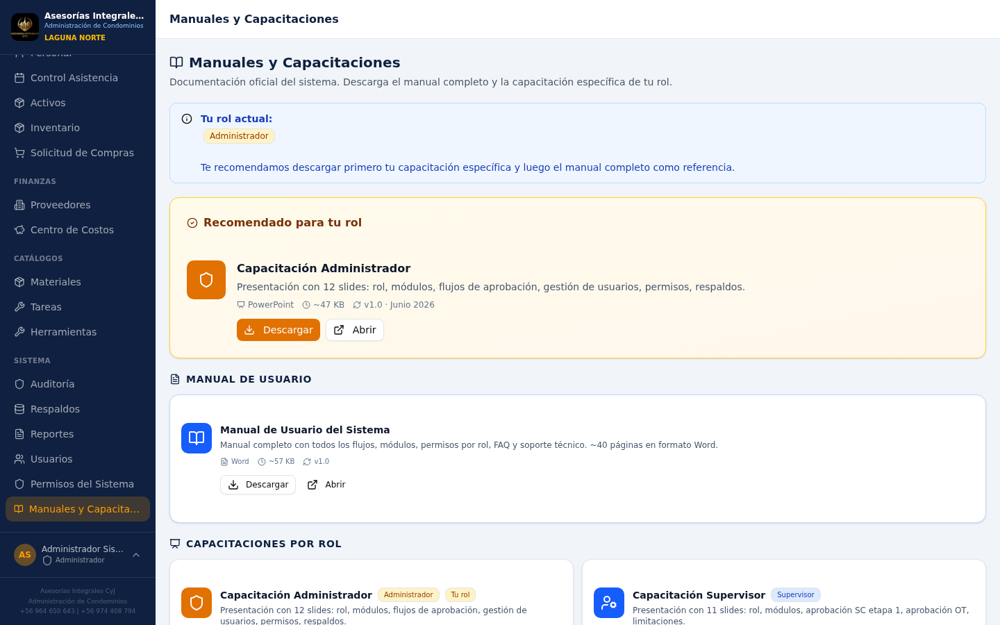 Asesorías Integrale...
Administración de Condominios
LAGUNA NORTE
Personal
Control Asistencia
Activos
Inventario
Solicitud de Compras
FINANZAS
Proveedores
Centro de Costos
CATÁLOGOS
Materiales
Tareas
Herramientas
SISTEMA
Auditoría
Respaldos
Reportes
Usuarios
Permisos del Sistema
Manuales y Capacita...
AS
Administrador Sis...
Administrador
Asesorías Integrales CyJ
Administración de Condominios
+56 964 650 643 | +56 974 408 794
Manuales y Capacitaciones
Manuales y Capacitaciones
Documentación oficial del sistema. Descarga el manual completo y la capacitación específica de tu rol.
Tu rol actual:
Administrador
Te recomendamos descargar primero tu capacitación específica y luego el manual completo como referencia.
Recomendado para tu rol
Capacitación Administrador
Presentación con 12 slides: rol, módulos, flujos de aprobación, gestión de usuarios, permisos, respaldos.
PowerPoint ~47 KB v1.0 · Junio 2026
Descargar Abrir
MANUAL DE USUARIO
Manual de Usuario del Sistema
Manual completo con todos los flujos, módulos, permisos por rol, FAQ y soporte técnico. ~40 páginas en formato Word.
Word ~57 KB v1.0
Descargar Abrir
CAPACITACIONES POR ROL
Capacitación Administrador Administrador Tu rol
Presentación con 12 slides: rol, módulos, flujos de aprobación, gestión de
usuarios, permisos, respaldos.
Capacitación Supervisor Supervisor
Presentación con 11 slides: rol, módulos, aprobación SC etapa 1, aprobación OT,
limitaciones.